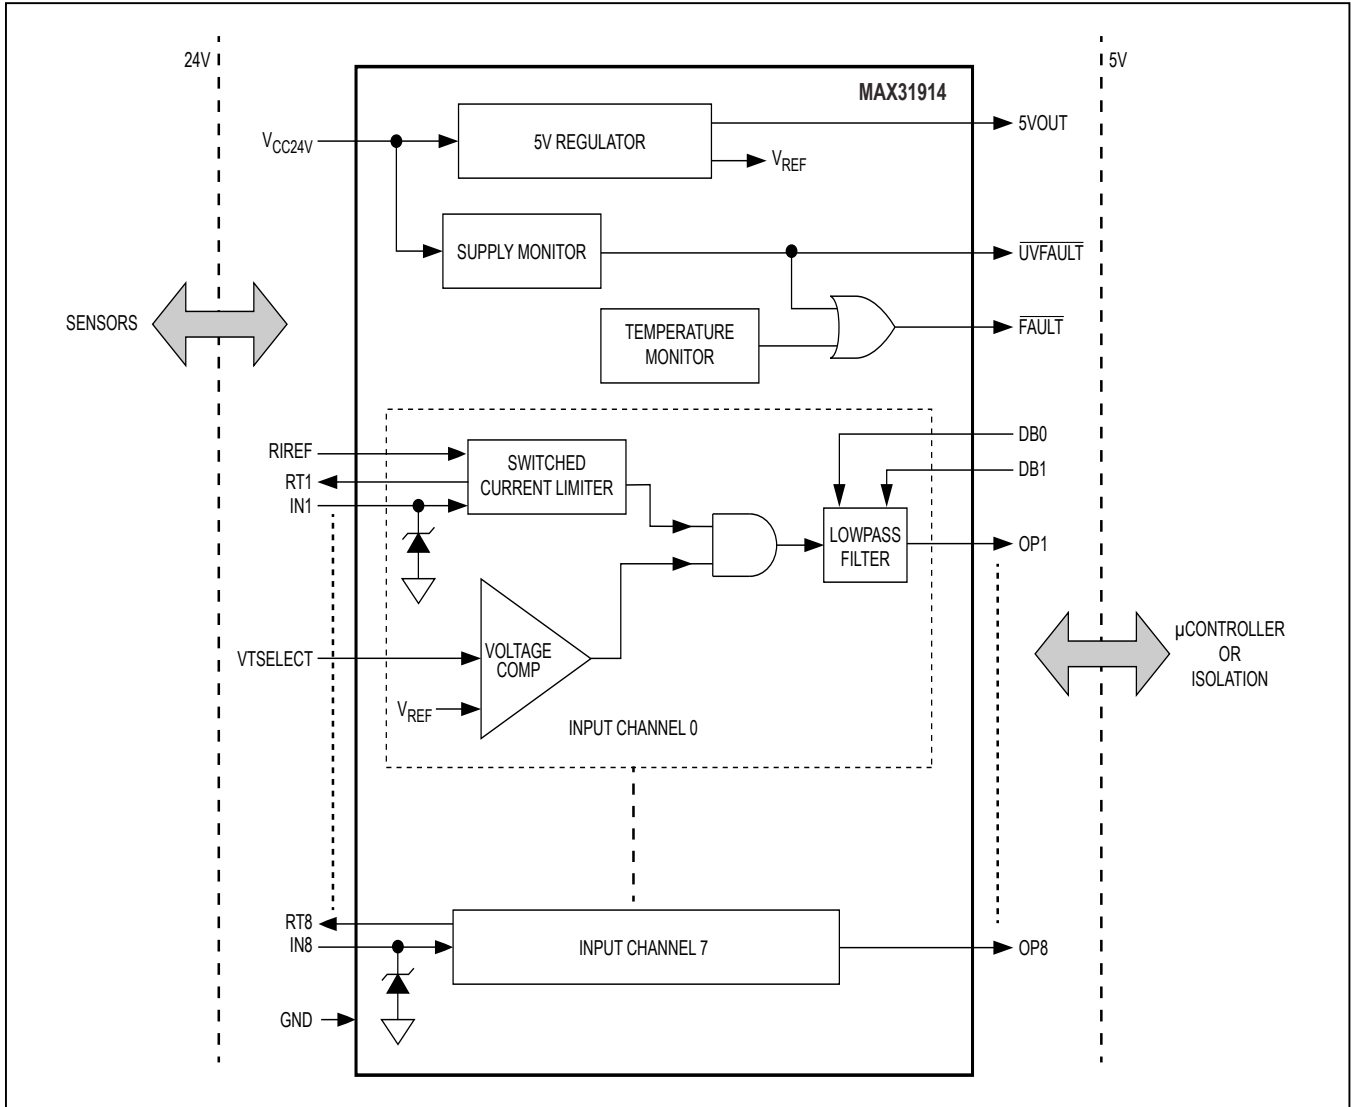 24V
5V
MAX31914
VCC24V
5V REGULATOR
5VOUT
VREF
SUPPLY MONITOR
UVFAULT
SENSORS
TEMPERATURE
MONITOR
FAULT
RIREF
RT1
IN1
SWITCHED
CURRENT LIMITER
DB0
DB1
LOWPASS
FILTER
OP1
VTSELECT
VOLTAGE
COMP
VREF
INPUT CHANNEL 0
µCONTROLLER
OR
ISOLATION
RT8
IN8
INPUT CHANNEL 7
OP8
GND